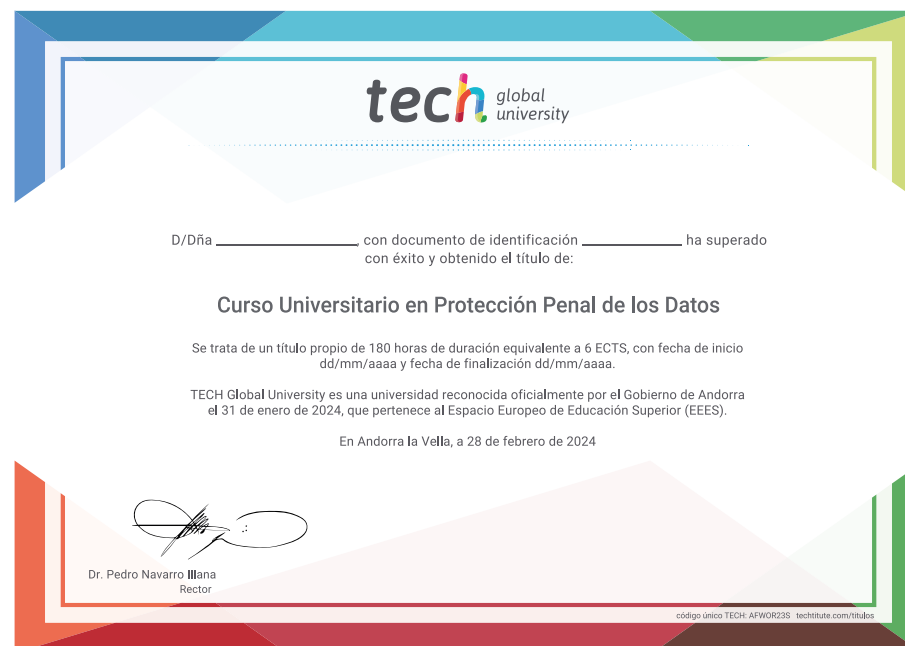 tech global university
D/Dña ______________, con documento de identificación __________ ha superado
con éxito y obtenido el título de:
Curso Universitario en Protección Penal de los Datos
Se trata de un título propio de 180 horas de duración equivalente a 6 ECTS, con fecha de inicio
dd/mm/aaaa y fecha de finalización dd/mm/aaaa.
TECH Global University es una universidad reconocida oficialmente por el Gobierno de Andorra
el 31 de enero de 2024, que pertenece al Espacio Europeo de Educación Superior (EEES).
En Andorra la Vella, a 28 de febrero de 2024
Dr. Pedro Navarro Illana
Rector
código único TECH: AFWOR23S techtitute.com/titulos